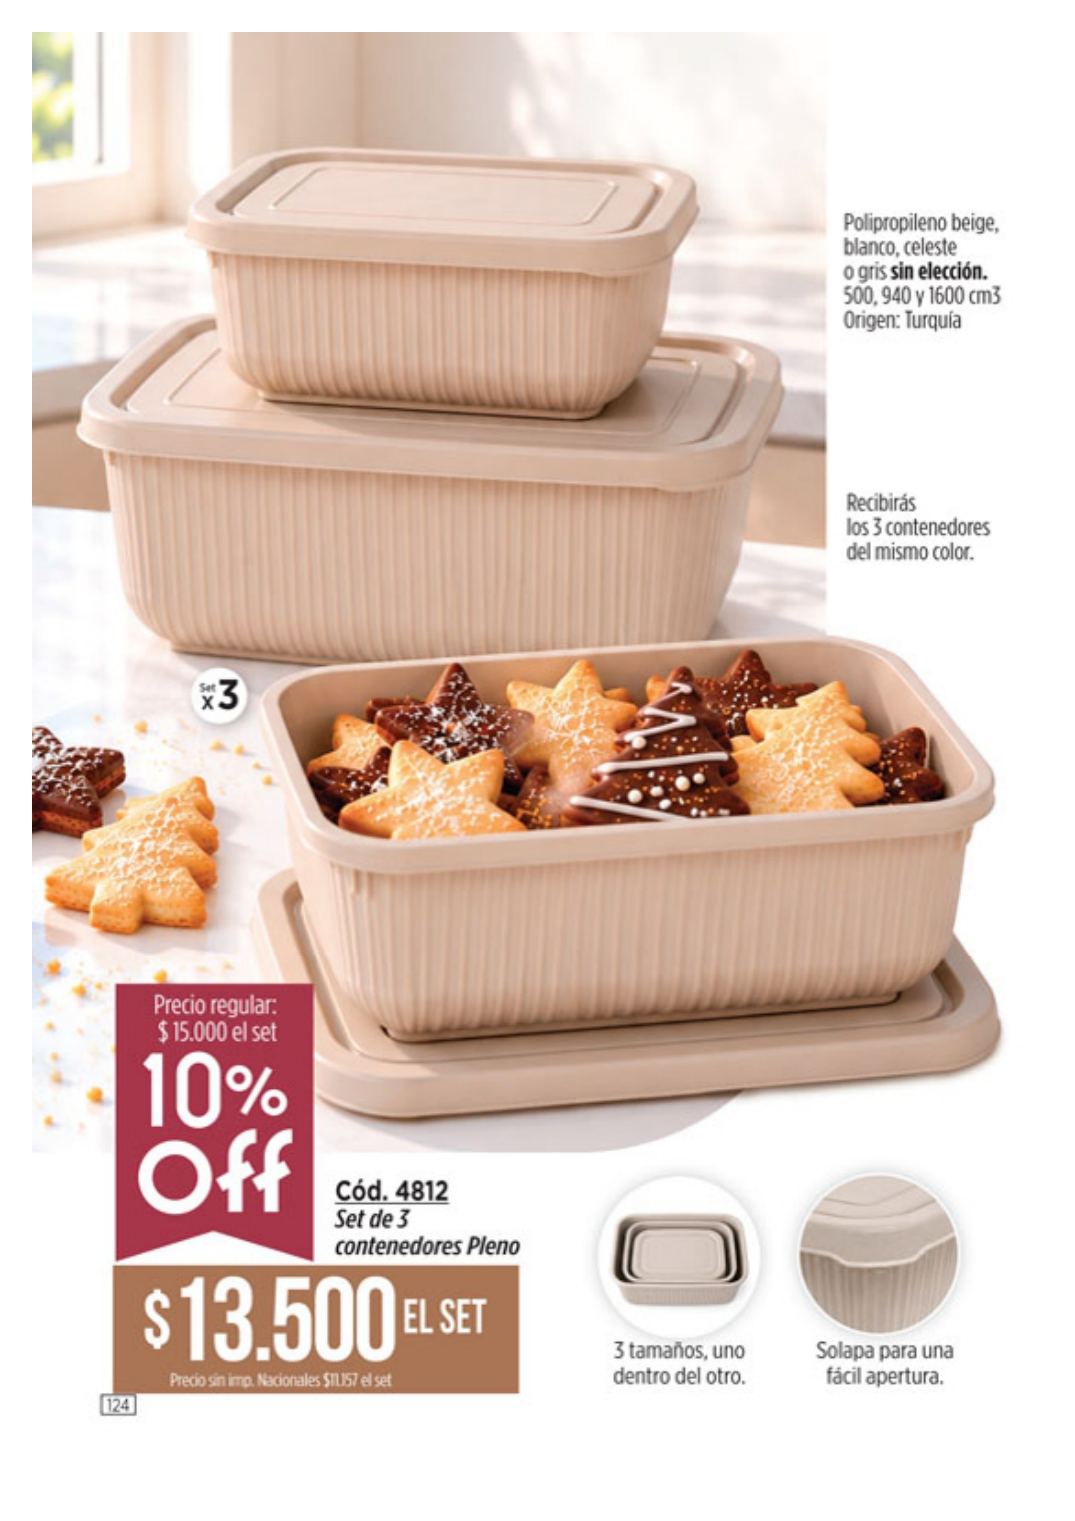 Polipropileno beige,
blanco, celeste
o gris sin elección.
500, 940 y 1600 cm3
Origen: Turquía
Recibirás
los 3 contenedores
del mismo color.
Set
x 3
Precio regular:
$ 15.000 el set
10%
Off
Cód. 4812
Set de 3
contenedores Pleno
$13.500 EL SET
Precio sin imp. Nacionales $11.157 el set
3 tamaños, uno
dentro del otro.
Solapa para una
fácil apertura.
124